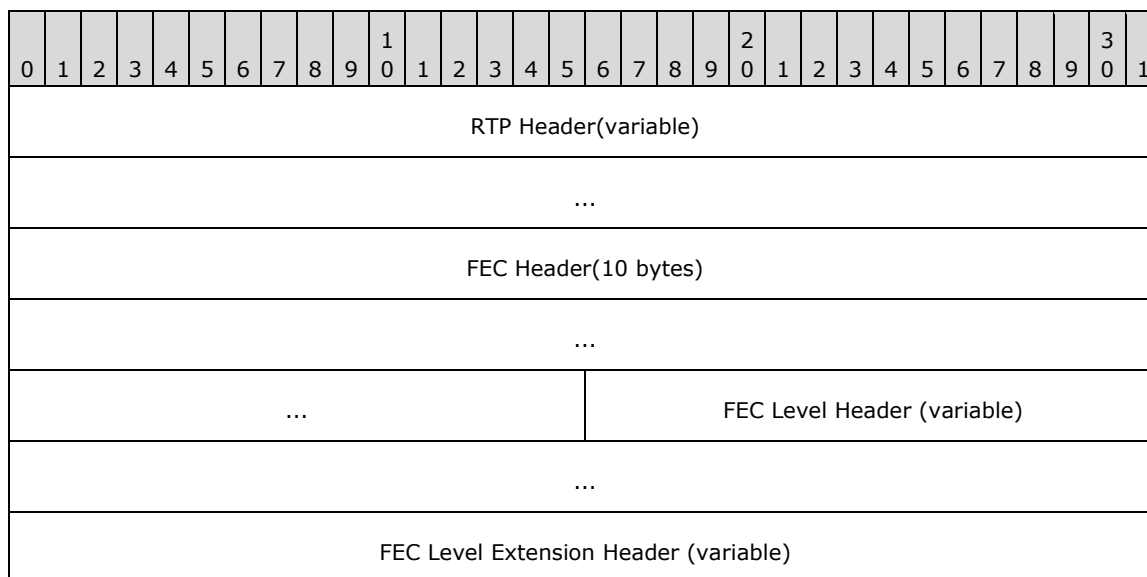 1 2 3
0 1 2 3 4 5 6 7 8 9 0 1 2 3 4 5 6 7 8 9 0 1 2 3 4 5 6 7 8 9 0 1
RTP Header(variable)
...
FEC Header(10 bytes)
...
... FEC Level Header (variable)
...
FEC Level Extension Header (variable)